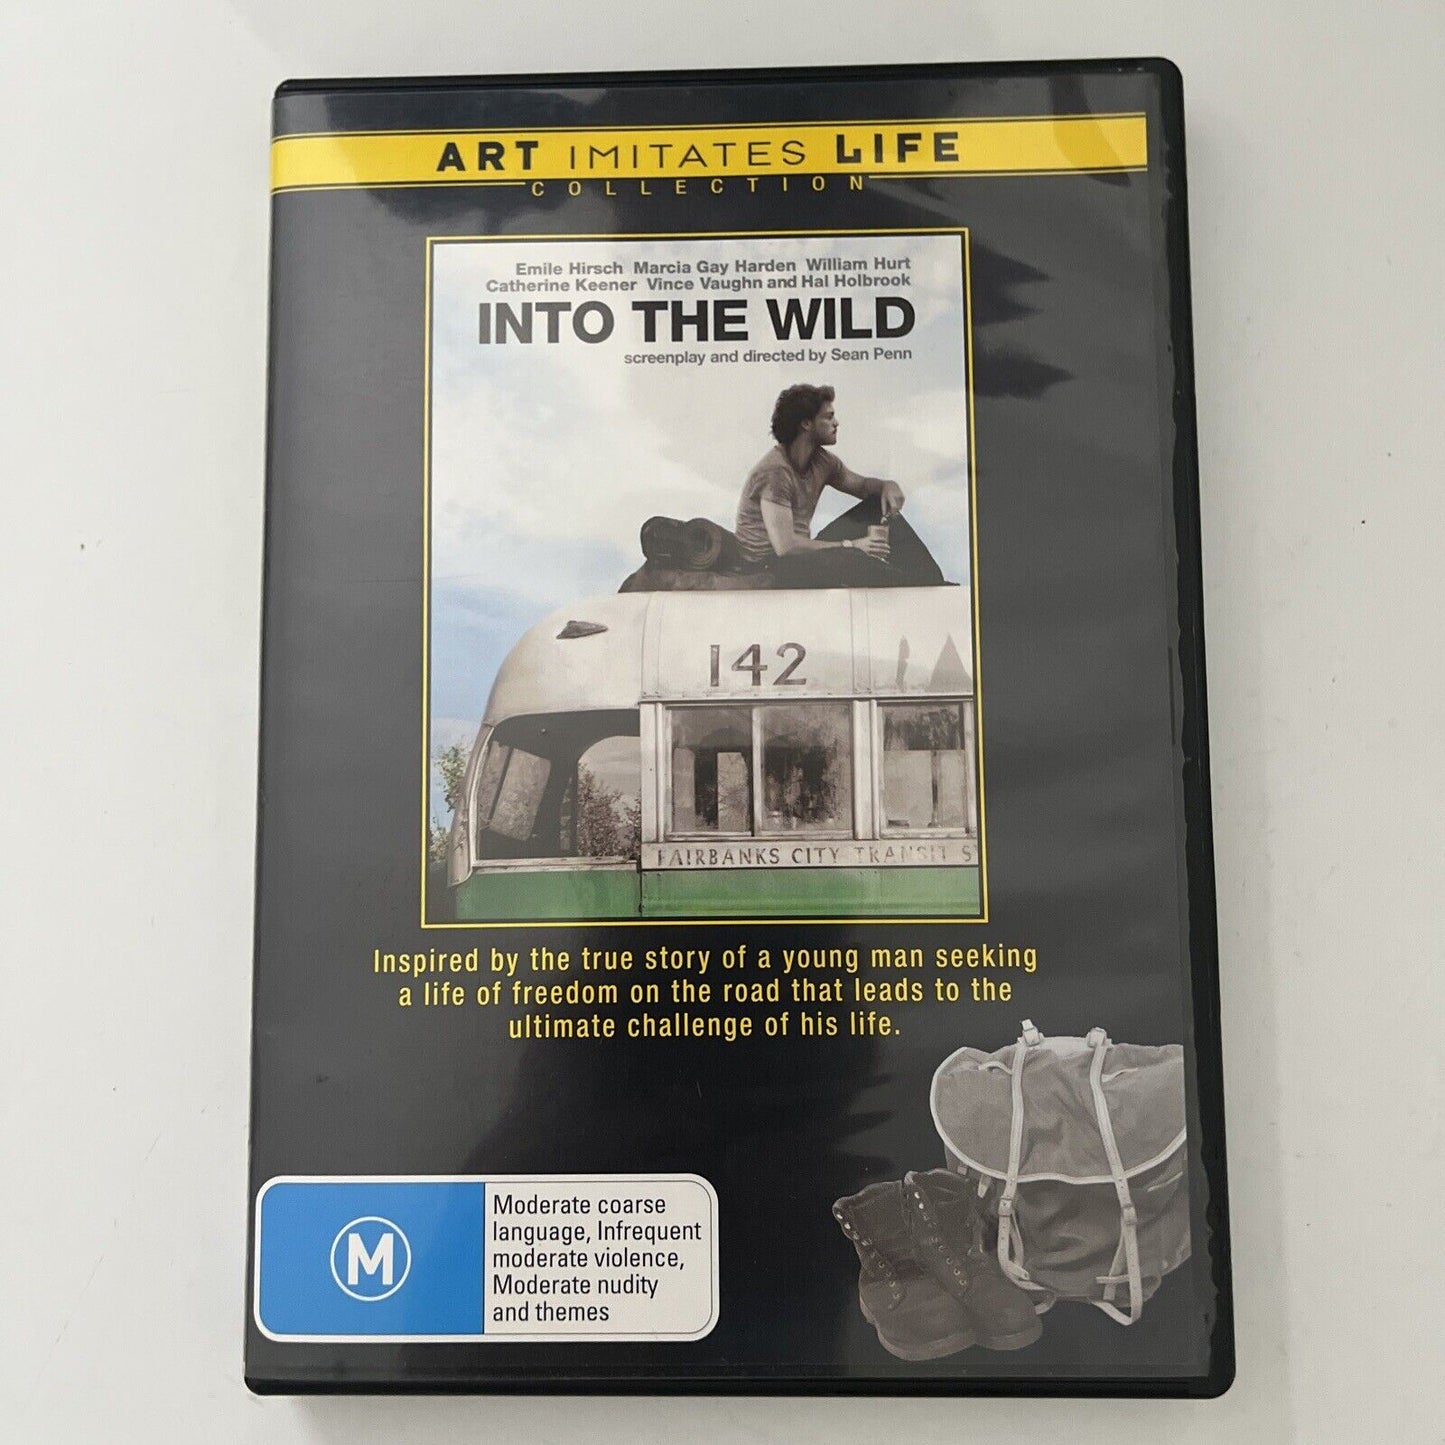 ART IMITATES LIFE
COLLECTION
Emile Hirsch Marcia Gay Harden William Hurt
Catherine Keener Vince Vaughn and Hal Holbrook
INTO THE WILD
screenplay and directed by Sean Penn
142
FAIRBANKS CITY TRANSIT S
Inspired by the true story of a young man seeking
a life of freedom on the road that leads to the
ultimate challenge of his life.
M
Moderate coarse
language, Infrequent
moderate violence,
Moderate nudity
and themes